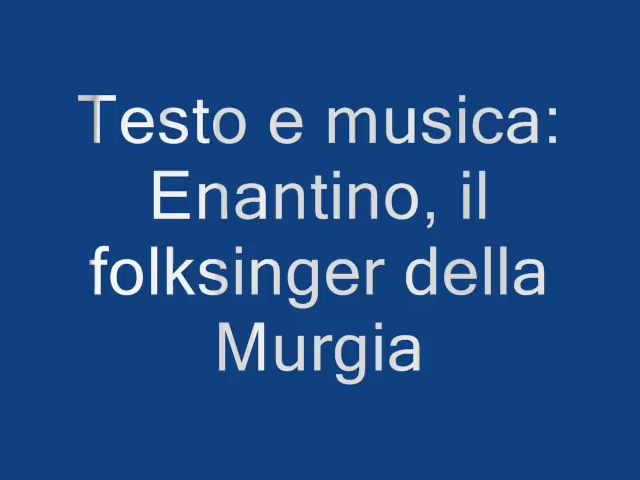 Testo e musica:
Enantino, il
folksinger della
Murgia